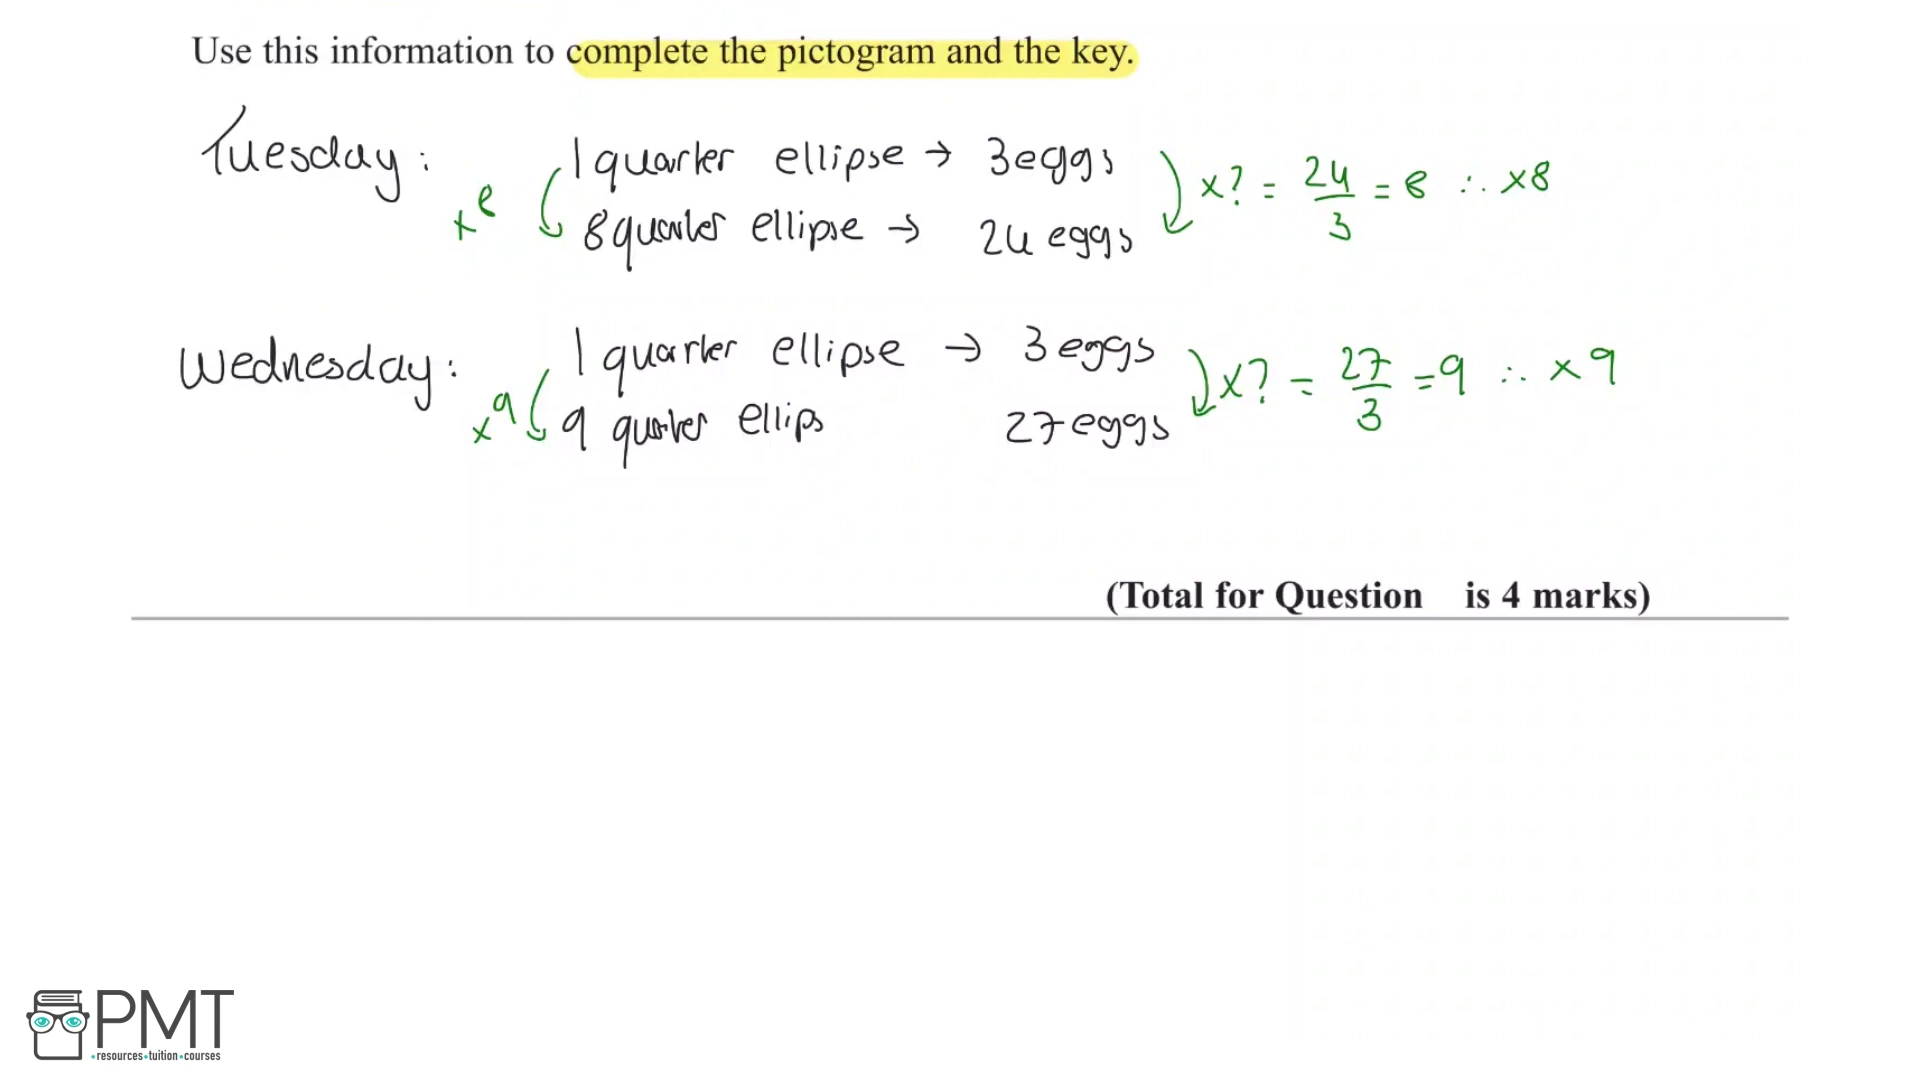 Use this information to complete the pictogram and the key.
Tuesday: 1 quarter ellipse → 3 eggs
x8 8 quarter ellipse → 24 eggs x? = 24/3 = 8 ∴ x8
Wednesday: 1 quarter ellipse → 3 eggs
x9 9 quarter ellips 27 eggs x? = 27/3 = 9 ∴ x9
(Total for Question is 4 marks)
PMT
•resources•tuition•courses